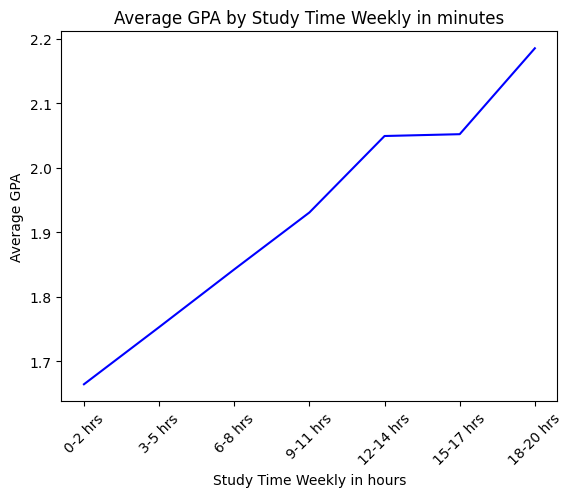 Average GPA by Study Time Weekly in minutes
2.2
2.1
2.0
1.9
1.8
1.7
Average GPA
0-2 hrs
3-5 hrs
6-8 hrs
9-11 hrs
12-14 hrs
15-17 hrs
18-20 hrs
Study Time Weekly in hours